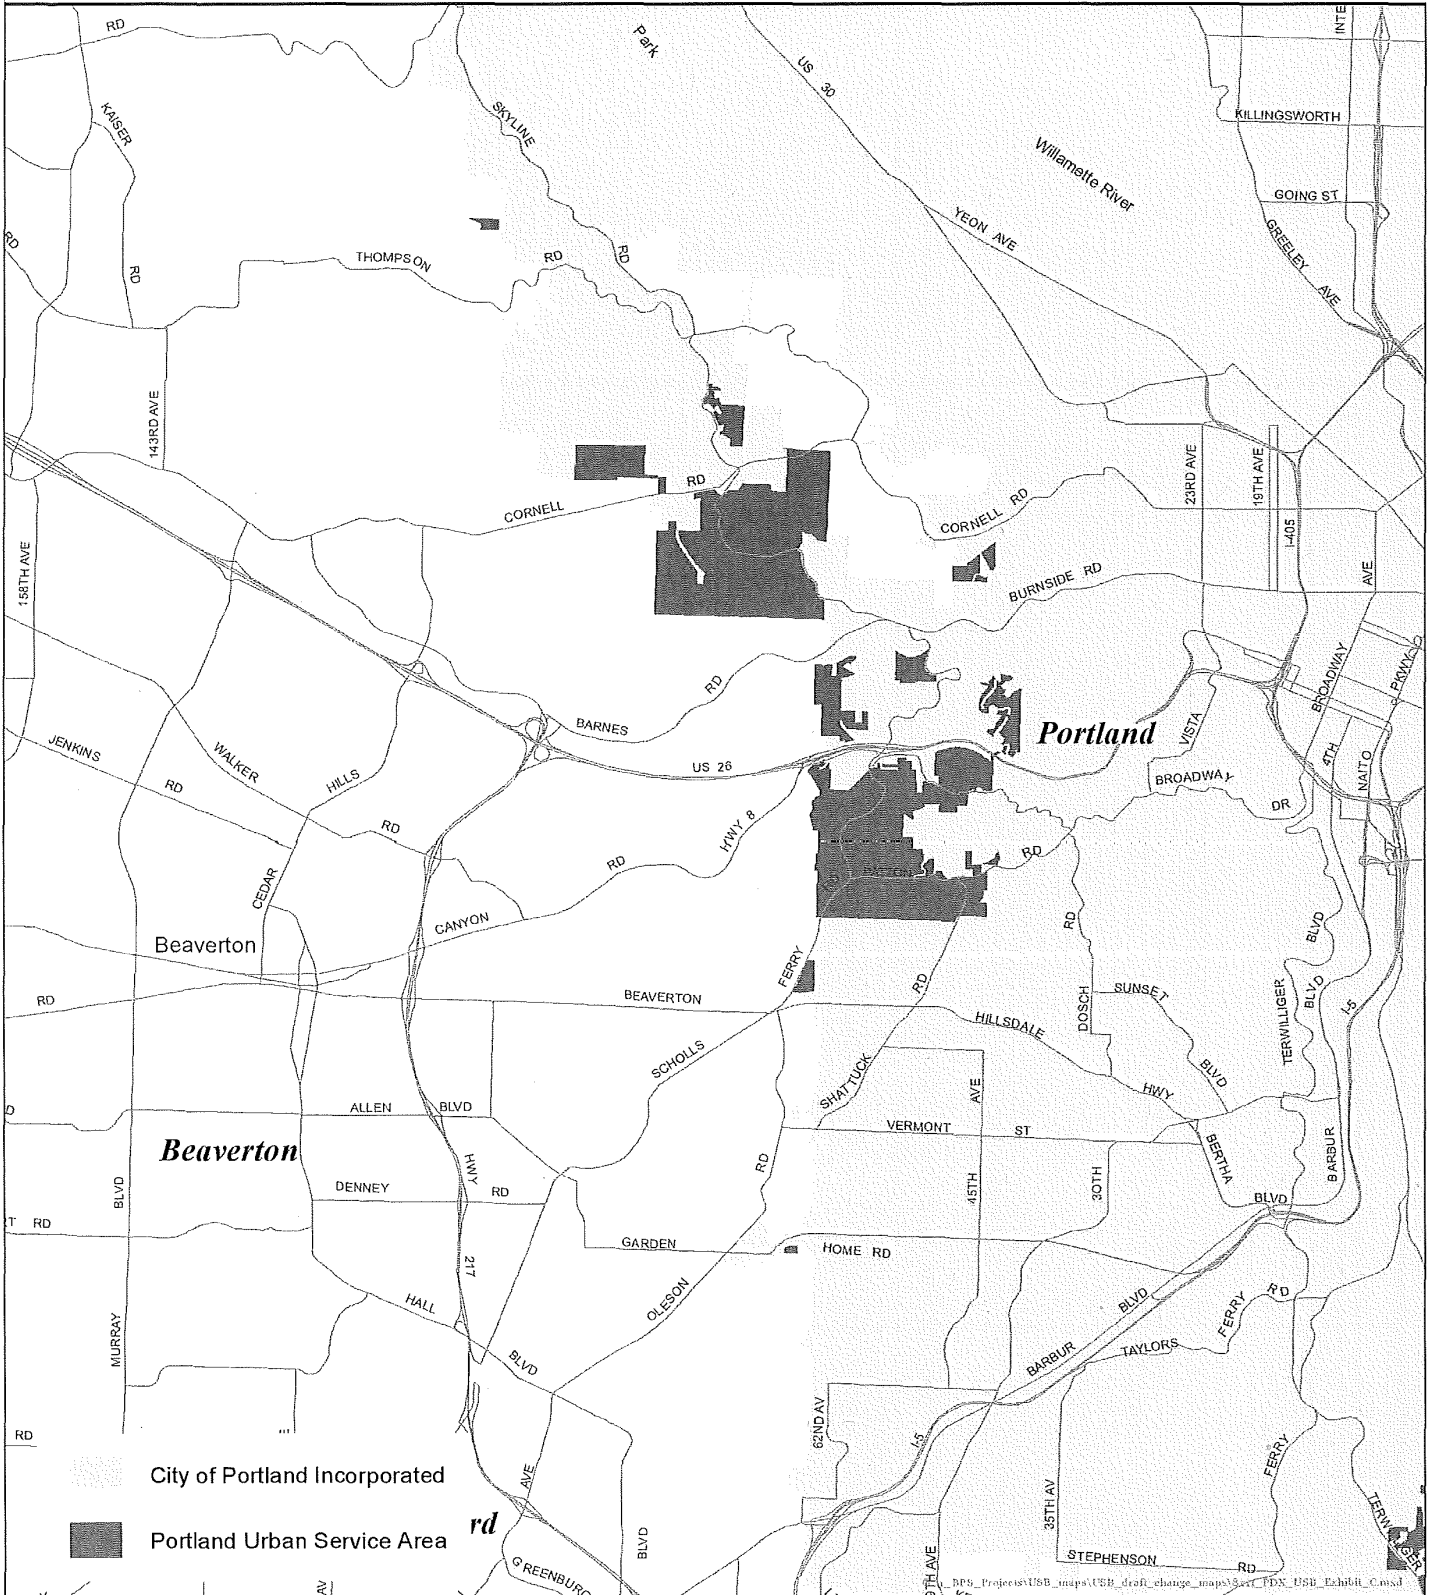 RD
Park
INTE
US 30
KAISER
SKYLINE
KILLINGSWORTH
Willamette River
GOING ST
YEON AVE
GREELEY
RD
THOMPSON
RD
RD
RD
AVE
143RD AVE
23RD AVE
19TH AVE
RD
CORNELL
CORNELL RD
I-405
158TH AVE
BURNSIDE RD
AVE
BROADWAY
PKWY
RD
BARNES
Portland
VISTA
JENKINS
WALKER
HILLS
US 26
BROADWAY
4TH
NAITO
RD
DR
RD
HWY 8
RD
RD
CEDAR
PATTON
RD
CANYON
RD
BLVD
Beaverton
FERRY
RD
BLVD
RD
BEAVERTON
DOSCH
SUNSET
I-5
HILLSDALE
TERWILLIGER
SCHOLLS
SHATTUCK
BLVD
AVE
HWY
D
ALLEN
BLVD
VERMONT
ST
Beaverton
BERTHA
BARBUR
HWY
RD
BLVD
DENNEY
RD
45TH
30TH
BLVD
T RD
GARDEN
HOME RD
217
HALL
OLESON
BLVD
FERRY
RD
MURRAY
BLVD
BARBUR
TAYLORS
62ND AV
I-5
RD
City of Portland Incorporated
AVE
FERRY
35TH AV
TERWILLIGER
Portland Urban Service Area
rd
BLVD
GREENBURG
AV
9TH AVE
STEPHENSON
RD